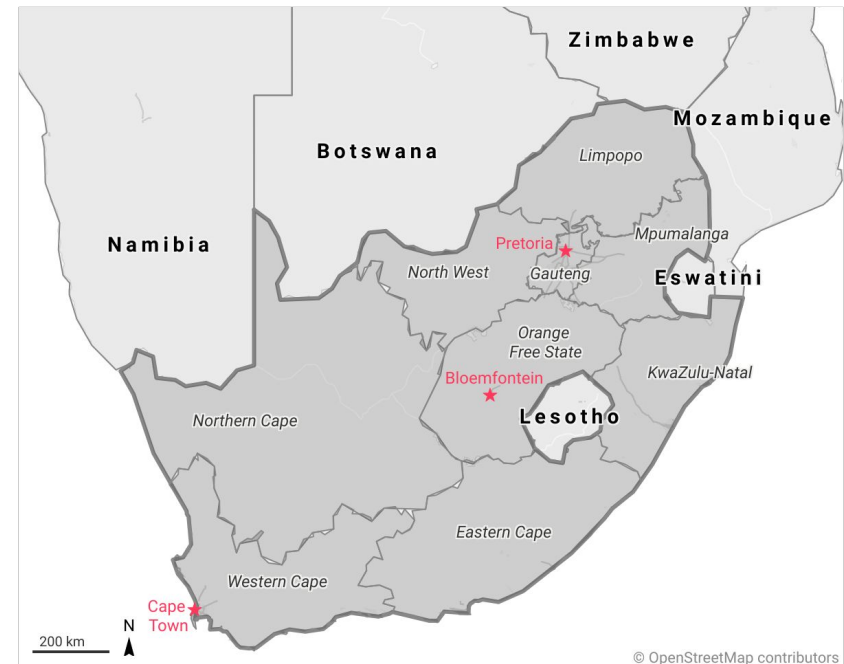 Zimbabwe
Mozambique
Botswana
Limpopo
Namibia
Pretoria
Mpumalanga
North West
Gauteng
Eswatini
Orange
Free State
KwaZulu-Natal
Bloemfontein
Northern Cape
Lesotho
Eastern Cape
Western Cape
Cape
Town
N
200 km
© OpenStreetMap contributors